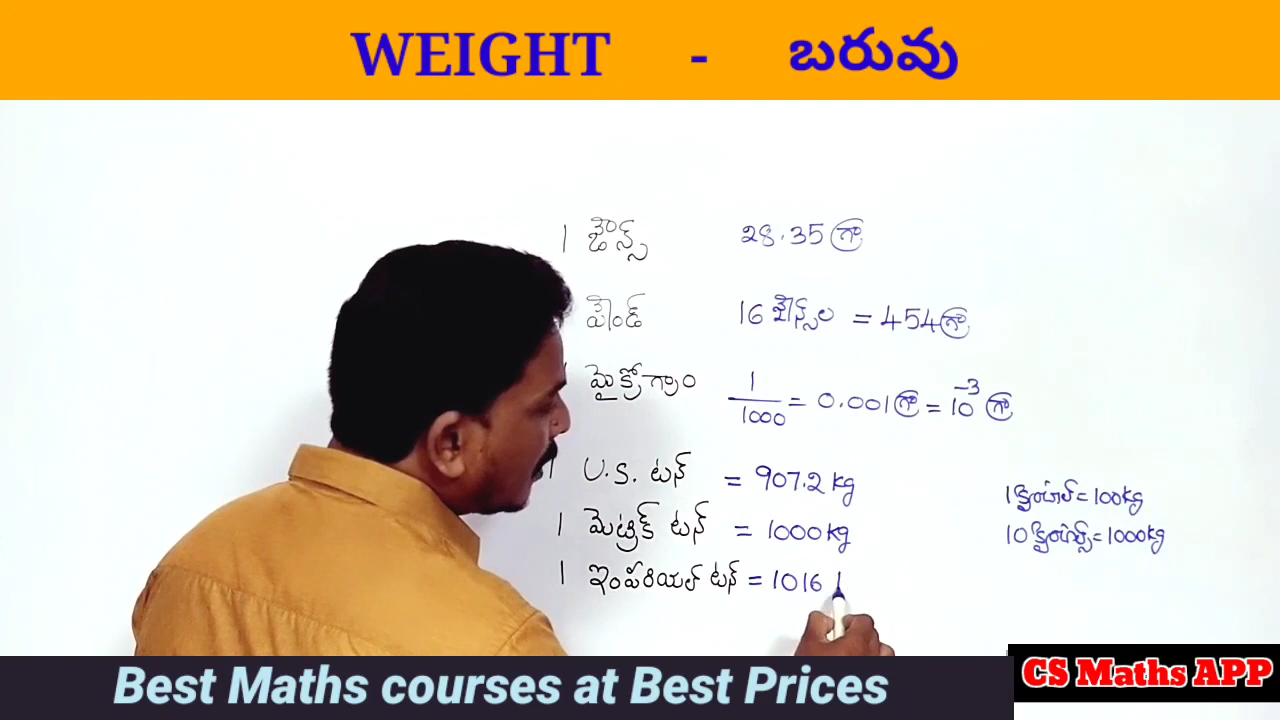 WEIGHT - బరువు
1 ఔన్స్ 28.35 గ్రా
పౌండ్ 16 ఔన్స్‌ల = 454 గ్రా
మైక్రోగ్రాం 1/1000 = 0.001 గ్రా = 10⁻³ గ్రా
1 U.S. టన్ = 907.2 kg
1 మెట్రిక్ టన్ = 1000 kg
1 ఇంపరియల్ టన్ = 1016
1 క్వింటాల్ = 100 kg
10 క్వింటాల్స్ = 1000 kg
Best Maths courses at Best Prices
CS Maths APP